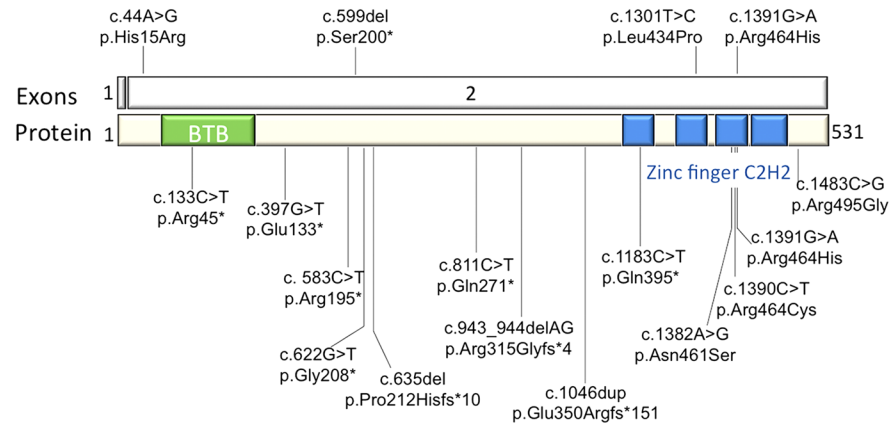 c.44A>G
p.His15Arg
c.599del
p.Ser200*
c.1301T>C
p.Leu434Pro
c.1391G>A
p.Arg464His
Exons 1 2
Protein 1 BTB 531
Zinc finger C2H2
c.133C>T
p.Arg45*
c.397G>T
p.Glu133*
c. 583C>T
p.Arg195*
c.622G>T
p.Gly208*
c.635del
p.Pro212Hisfs*10
c.811C>T
p.Gln271*
c.943_944delAG
p.Arg315Glyfs*4
c.1046dup
p.Glu350Argfs*151
c.1183C>T
p.Gln395*
c.1382A>G
p.Asn461Ser
c.1390C>T
p.Arg464Cys
c.1391G>A
p.Arg464His
c.1483C>G
p.Arg495Gly